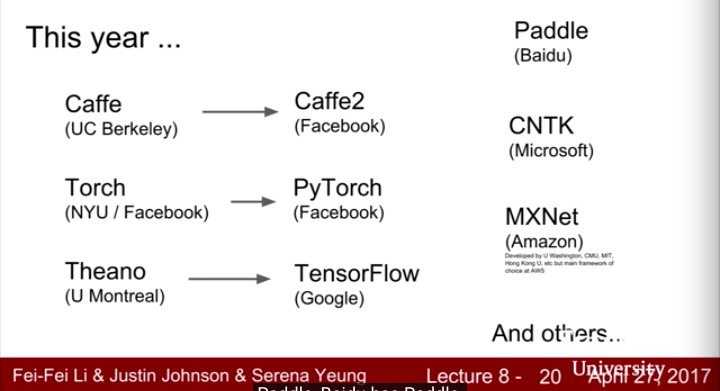 This year ...
Caffe
(UC Berkeley)
Caffe2
(Facebook)
Torch
(NYU / Facebook)
PyTorch
(Facebook)
Theano
(U Montreal)
TensorFlow
(Google)
Paddle
(Baidu)
CNTK
(Microsoft)
MXNet
(Amazon)
Developed by U Washington, CMU, MIT,
Hong Kong U, etc but main framework of
choice at AWS
And others...
Fei-Fei Li & Justin Johnson & Serena Yeung Lecture 8 - 20 April 27, 2017
University
Paddle, Baidu has Paddle